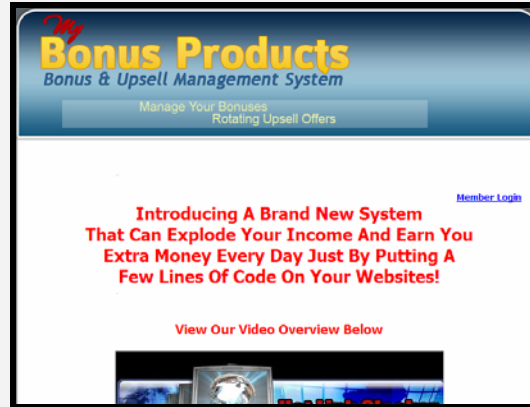 My
Bonus Products
Bonus & Upsell Management System
Manage Your Bonuses
Rotating Upsell Offers
Member Login
Introducing A Brand New System
That Can Explode Your Income And Earn You
Extra Money Every Day Just By Putting A
Few Lines Of Code On Your Websites!
View Our Video Overview Below